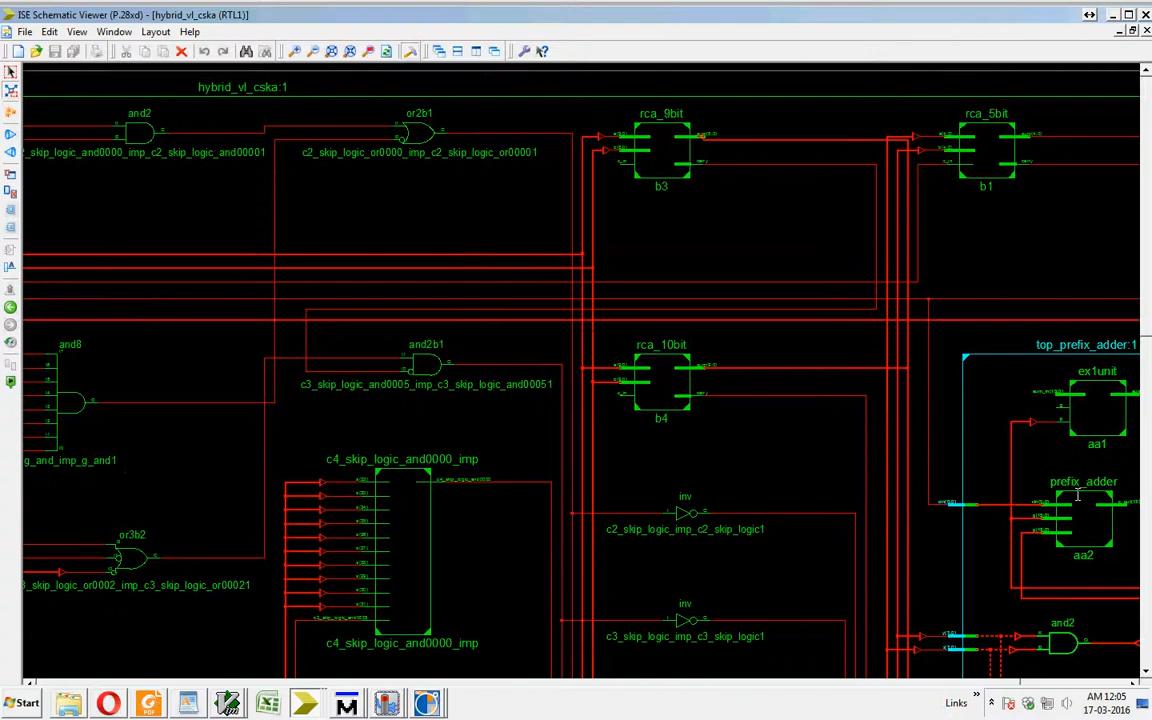 ISE Schematic Viewer (P.28xd) - [hybrid_vl_cska (RTL1)]
File Edit View Window Layout Help
hybrid_vl_cska:1
and2
or2b1
rca_9bit
rca_5bit
2_skip_logic_and0000_imp_c2_skip_logic_and00001
c2_skip_logic_or0000_imp_c2_skip_logic_or00001
b3
b1
and8
and2b1
rca_10bit
top_prefix_adder:1
ex1unit
c3_skip_logic_and0005_imp_c3_skip_logic_and00051
b4
aa1
g_and_imp_g_and1
c4_skip_logic_and0000_imp
prefix_adder
inv
c2_skip_logic_imp_c2_skip_logic1
or3b2
aa2
3_skip_logic_or0002_imp_c3_skip_logic_or00021
inv
and2
c3_skip_logic_imp_c3_skip_logic1
c4_skip_logic_and0000_imp
Start
Links
AM 12:05
17-03-2016